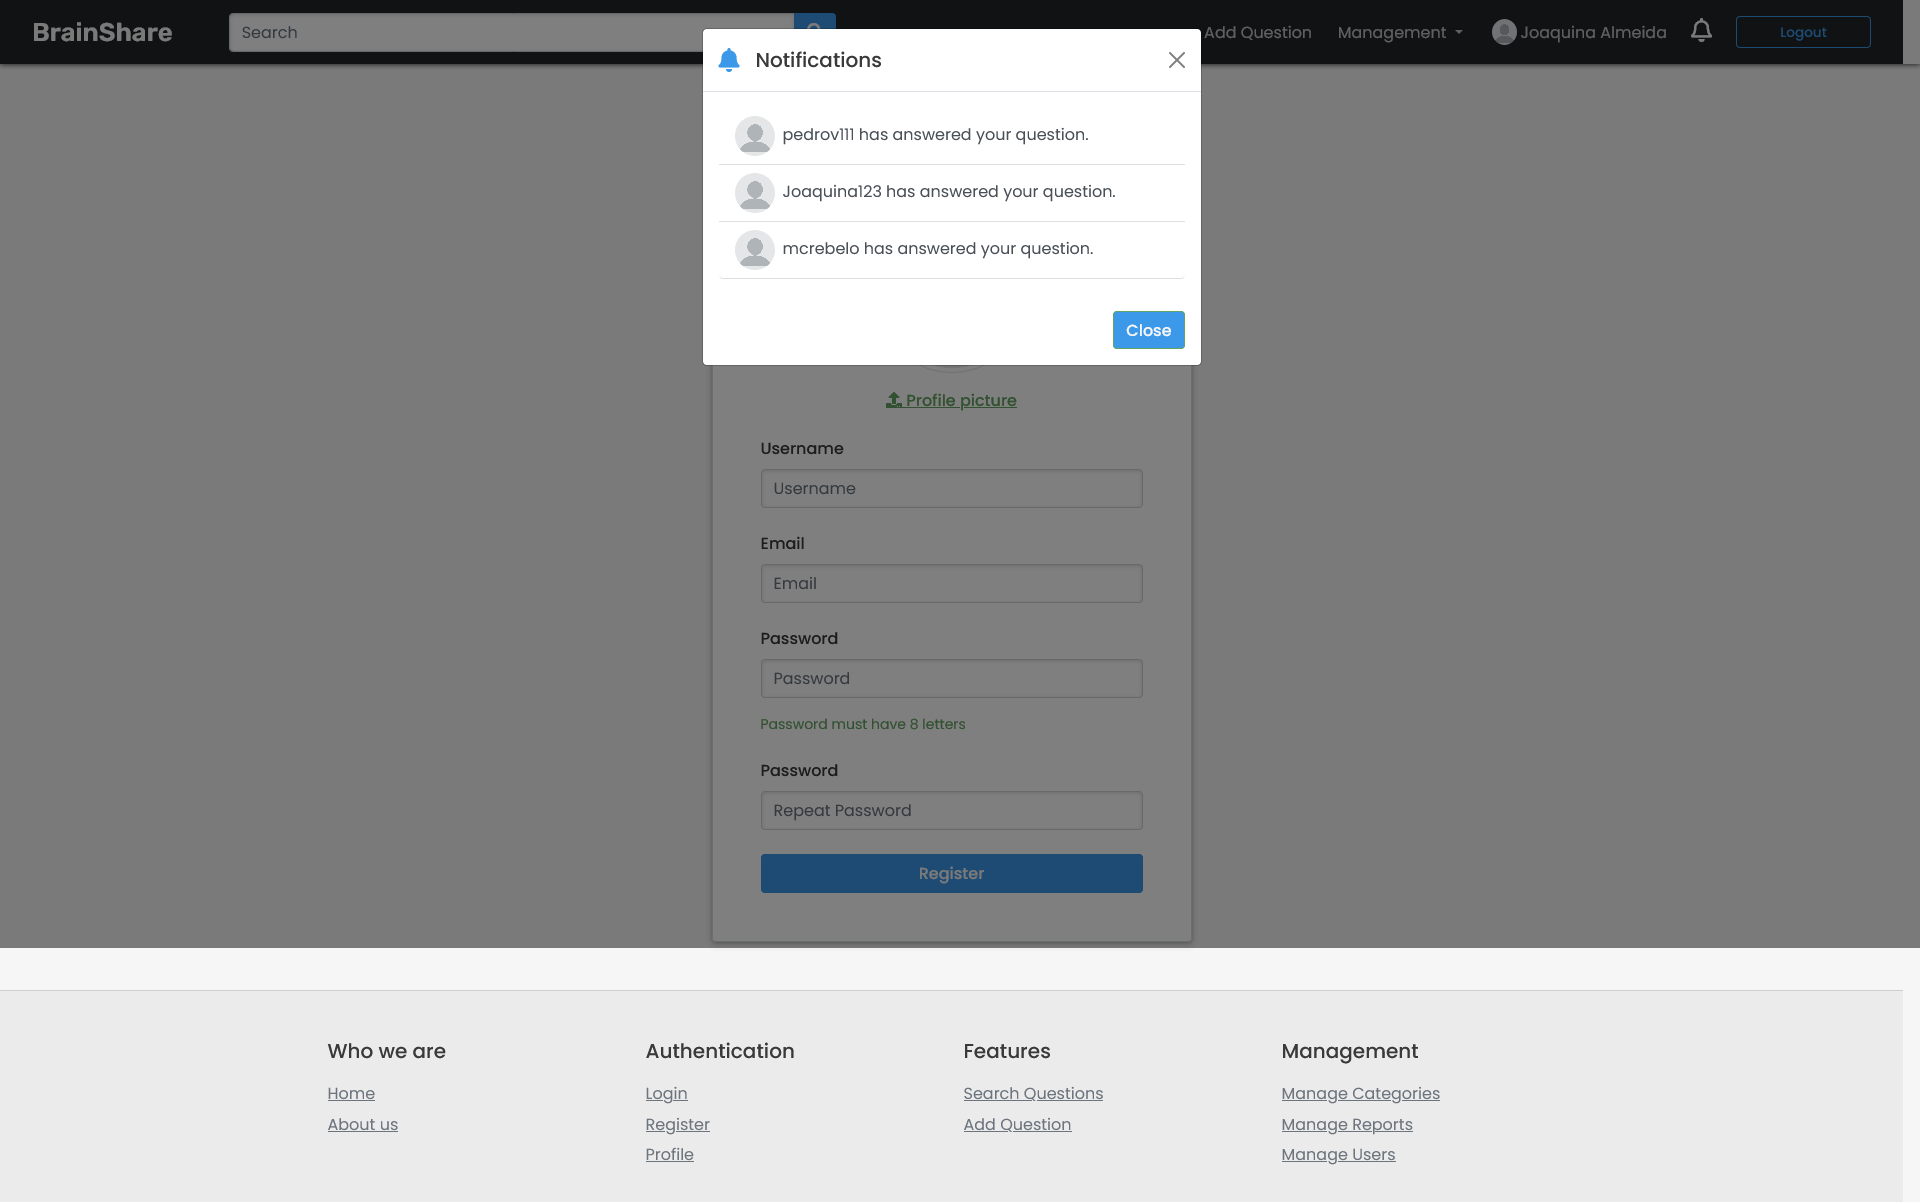 BrainShare
Search
Add Question
Management
Joaquina Almeida
Logout
Notifications
pedrov111 has answered your question.
Joaquina123 has answered your question.
mcrebelo has answered your question.
Close
Profile picture
Username
Username
Email
Email
Password
Password
Password must have 8 letters
Password
Repeat Password
Register
Who we are
Home
About us
Authentication
Login
Register
Profile
Features
Search Questions
Add Question
Management
Manage Categories
Manage Reports
Manage Users